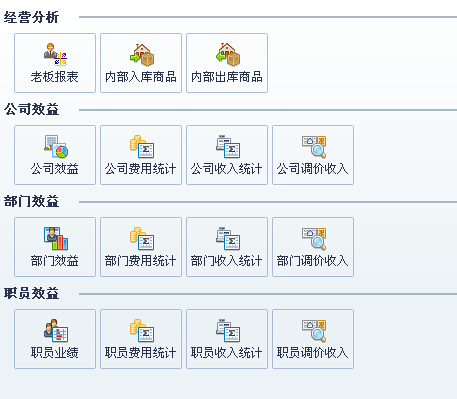 经营分析
老板报表 内部入库商品 内部出库商品
公司效益
公司效益 公司费用统计 公司收入统计 公司调价收入
部门效益
部门效益 部门费用统计 部门收入统计 部门调价收入
职员效益
职员业绩 职员费用统计 职员收入统计 职员调价收入